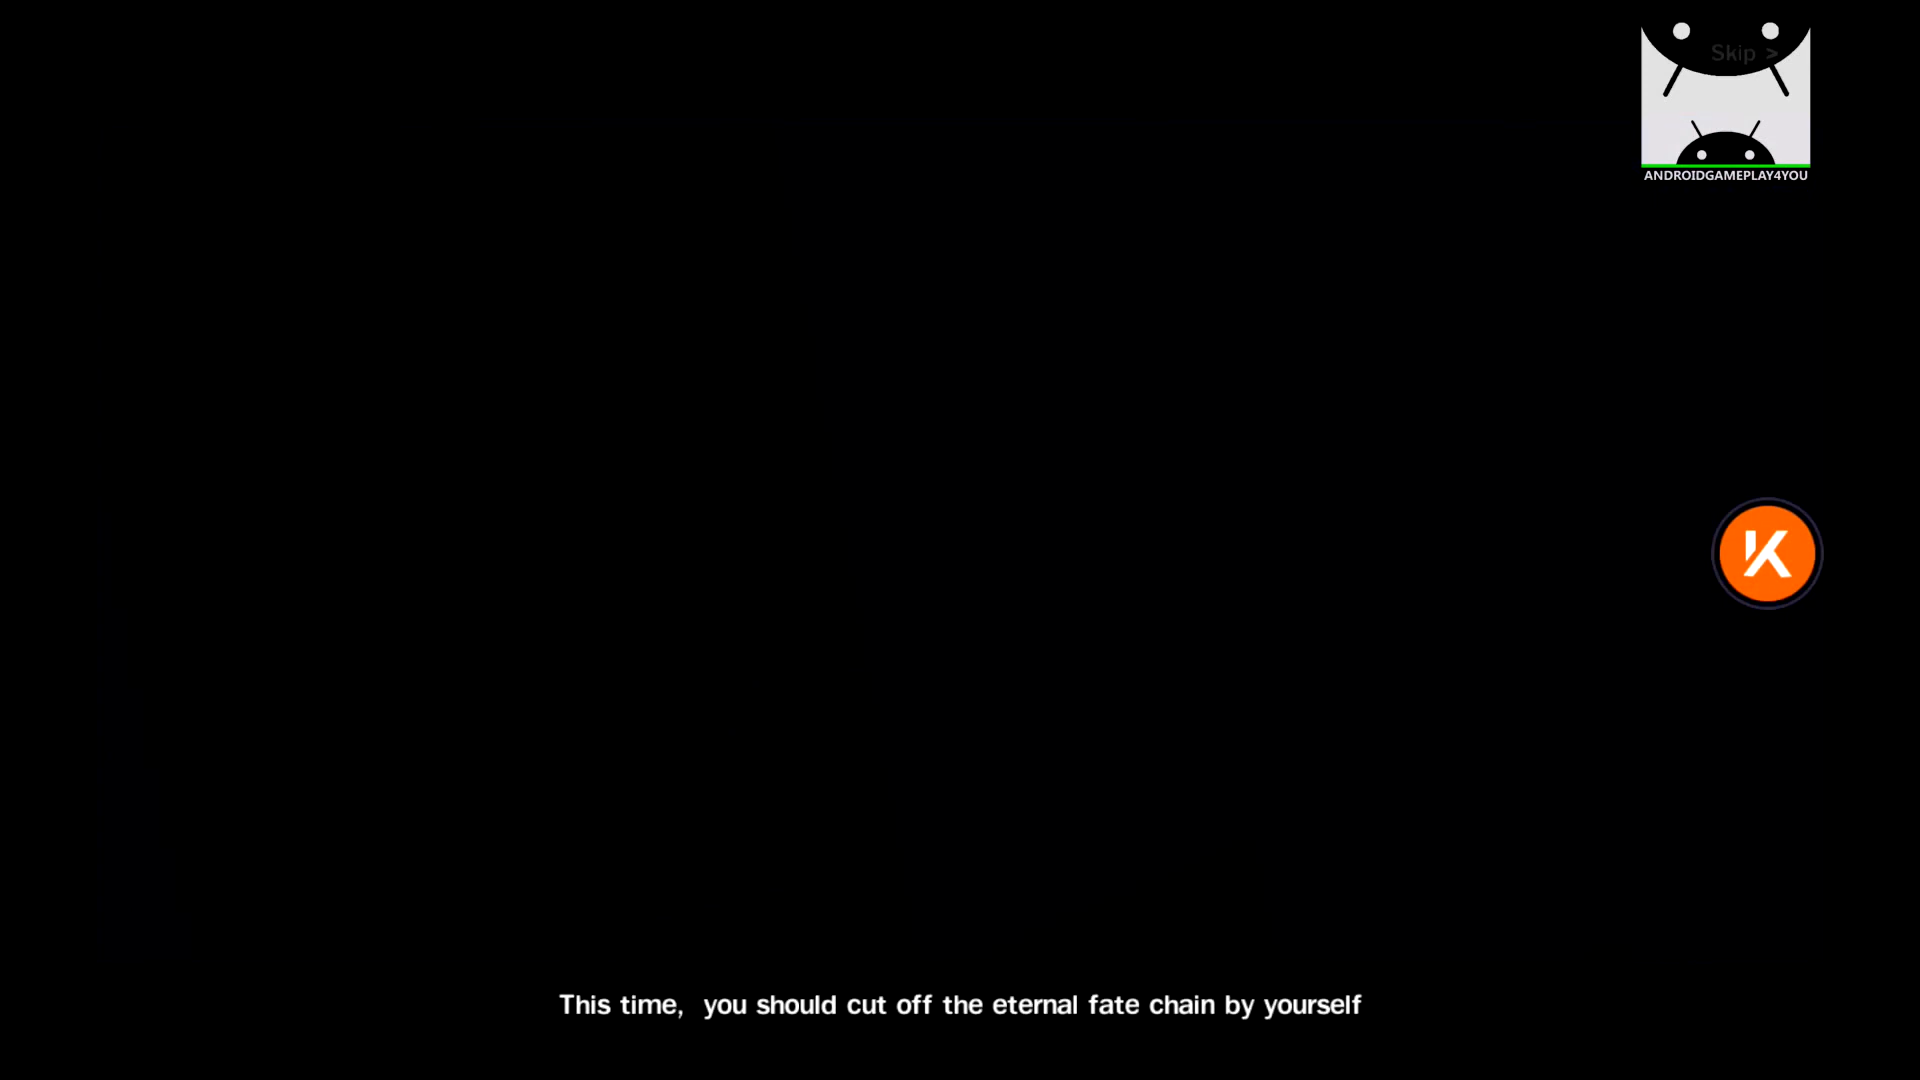 Skip >
ANDROIDGAMEPLAY4YOU
K
This time, you should cut off the eternal fate chain by yourself